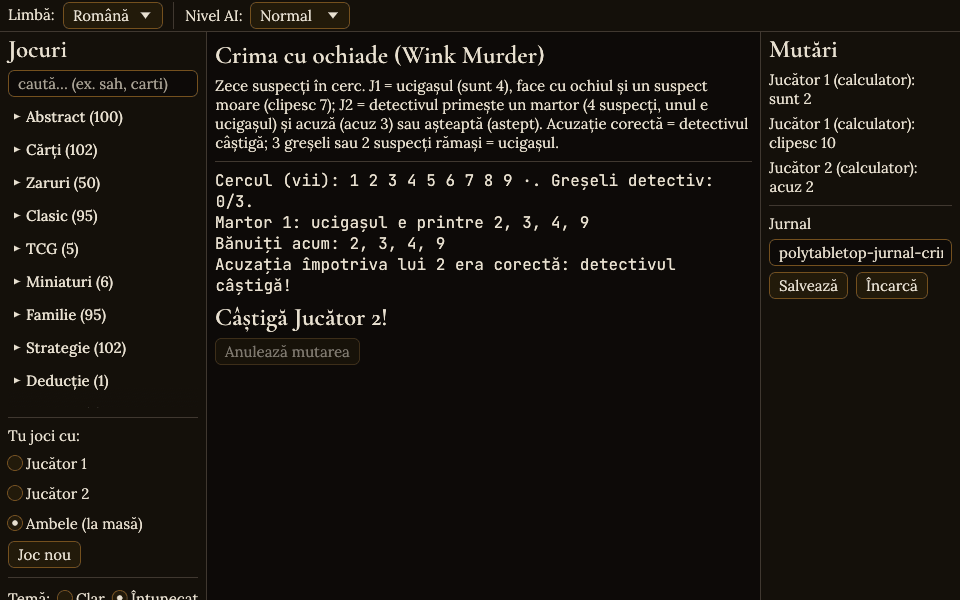 Limbă: Română ▼ Nivel AI: Normal ▼
Jocuri
caută... (ex. sah, carti)
▸ Abstract (100)
▸ Cărți (102)
▸ Zaruri (50)
▸ Clasic (95)
▸ TCG (5)
▸ Miniaturi (6)
▸ Familie (95)
▸ Strategie (102)
▸ Deducție (1)
Tu joci cu:
Jucător 1
Jucător 2
Ambele (la masă)
Joc nou
Temă: Clar Întunecat
Crima cu ochiade (Wink Murder)
Zece suspecți în cerc. J1 = ucigașul (sunt 4), face cu ochiul și un suspect
moare (clipesc 7); J2 = detectivul primește un martor (4 suspecți, unul e
ucigașul) și acuză (acuz 3) sau așteaptă (astept). Acuzație corectă = detectivul
câștigă; 3 greșeli sau 2 suspecți rămași = ucigașul.
Cercul (vii): 1 2 3 4 5 6 7 8 9 ·. Greșeli detectiv:
0/3.
Martor 1: ucigașul e printre 2, 3, 4, 9
Bănuiți acum: 2, 3, 4, 9
Acuzația împotriva lui 2 era corectă: detectivul
câștigă!
Câștigă Jucător 2!
Anulează mutarea
Mutări
Jucător 1 (calculator):
sunt 2
Jucător 1 (calculator):
clipesc 10
Jucător 2 (calculator):
acuz 2
Jurnal
polytabletop-jurnal-cri
Salvează Încarcă